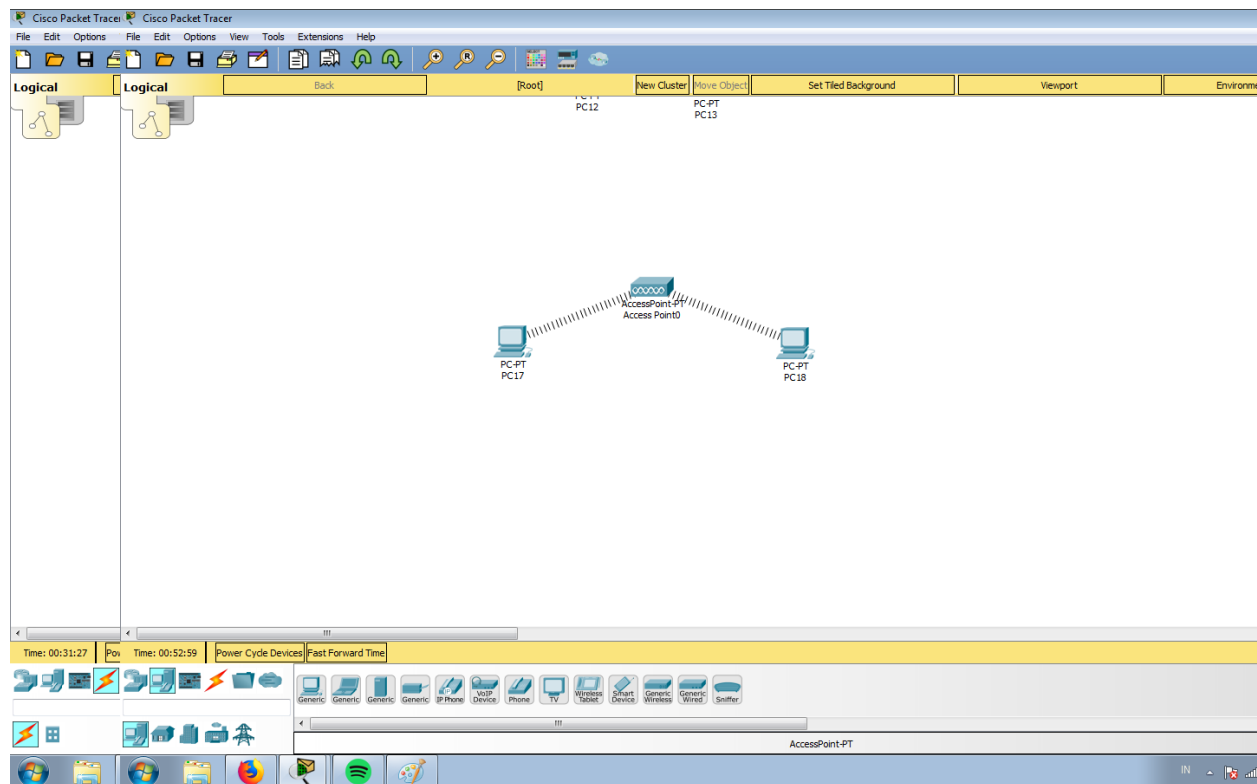 Cisco Packet Tracer Cisco Packet Tracer
File Edit Options File Edit Options View Tools Extensions Help
Logical Logical Back [Root] New Cluster Move Object Set Tiled Background Viewport Environme
PC12
PC-PT
PC13
AccessPoint-PT
Access Point0
PC-PT
PC17
PC-PT
PC18
Time: 00:31:27 Pov Time: 00:52:59 Power Cycle Devices Fast Forward Time
Generic Generic Generic Generic IP Phone VoIP Device Phone TV Wireless Tablet Smart Device Generic Wireless Generic Wired Sniffer
AccessPoint-PT
IN